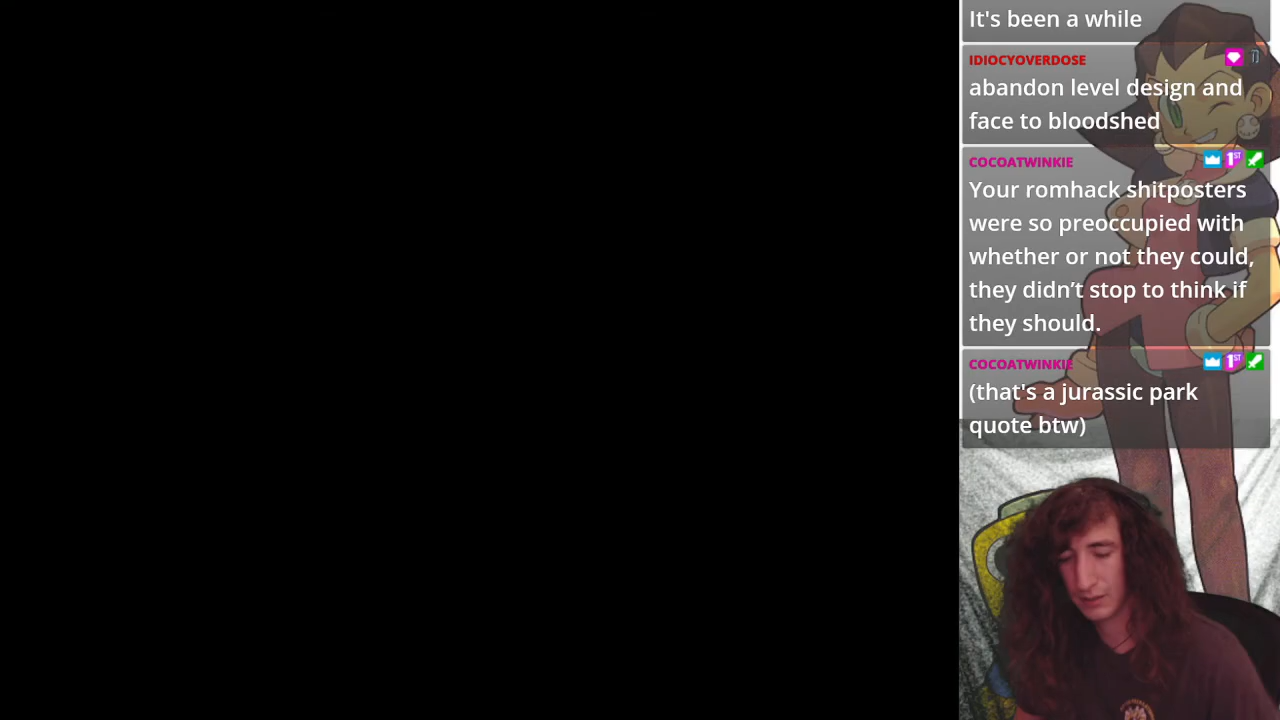 It's been a while
IDIOCYOVERDOSE
abandon level design and
face to bloodshed
COCOATWINKIE
1ST
Your romhack shitposters
were so preoccupied with
whether or not they could,
they didn’t stop to think if
they should.
COCOATWINKIE
1ST
(that's a jurassic park
quote btw)